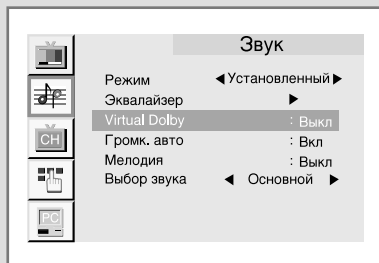 Звук
Режим ◀ Установленный ▶
Эквалайзер ▶
Virtual Dolby : Выкл
Громк. авто : Вкл
Мелодия : Выкл
Выбор звука ◀ Основной ▶
CH
PC